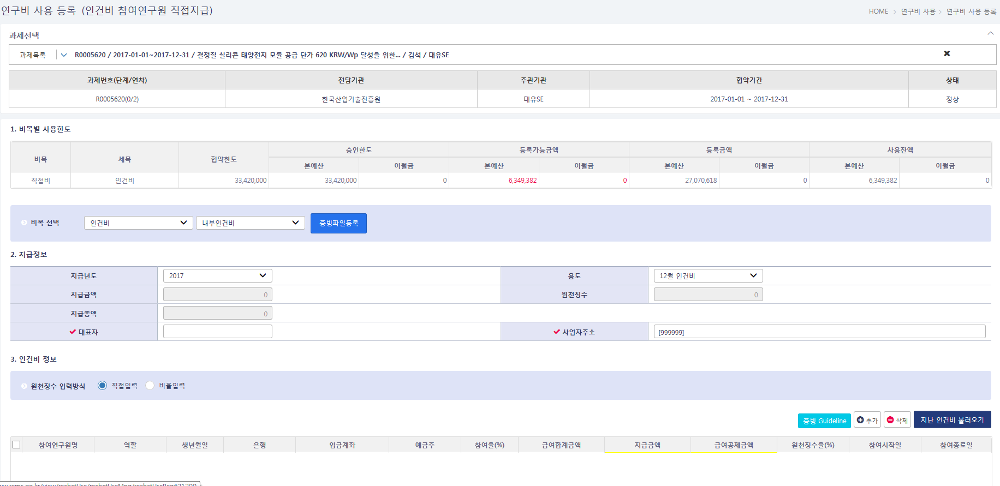 연구비 사용 등록 (인건비 참여연구원 직접지급)
HOME > 연구비 사용 > 연구비 사용 등록
과제선택
과제목록 R0005620 / 2017-01-01~2017-12-31 / 결정질 실리콘 태양전지 모듈 공급 단가 620 KRW/Wp 달성을 위한... / 김석 / 대유SE
과제번호(단계/연차) 전담기관 주관기관 협약기간 상태
R0005620(0/2) 한국산업기술진흥원 대유SE 2017-01-01 ~ 2017-12-31 정상
1. 비목별 사용한도
비목 세목 협약한도 승인한도 등록가능금액 등록금액 사용잔액
본예산 이월금 본예산 이월금 본예산 이월금 본예산 이월금
직접비 인건비 33,420,000 33,420,000 0 6,349,382 0 27,070,618 0 6,349,382 0
비목 선택 인건비 내부인건비 증빙파일등록
2. 지급정보
지급년도 2017 용도 12월 인건비
지급금액 0 원천징수 0
지급총액 0
대표자 사업자주소 [999999]
3. 인건비 정보
원천징수 입력방식 직접입력 비율입력
증빙 Guideline 추가 삭제 지난 인건비 불러오기
참여연구원명 역할 생년월일 은행 입금계좌 예금주 참여율(%) 급여합계금액 지급금액 급여공제금액 원천징수율(%) 참여시작일 참여종료일